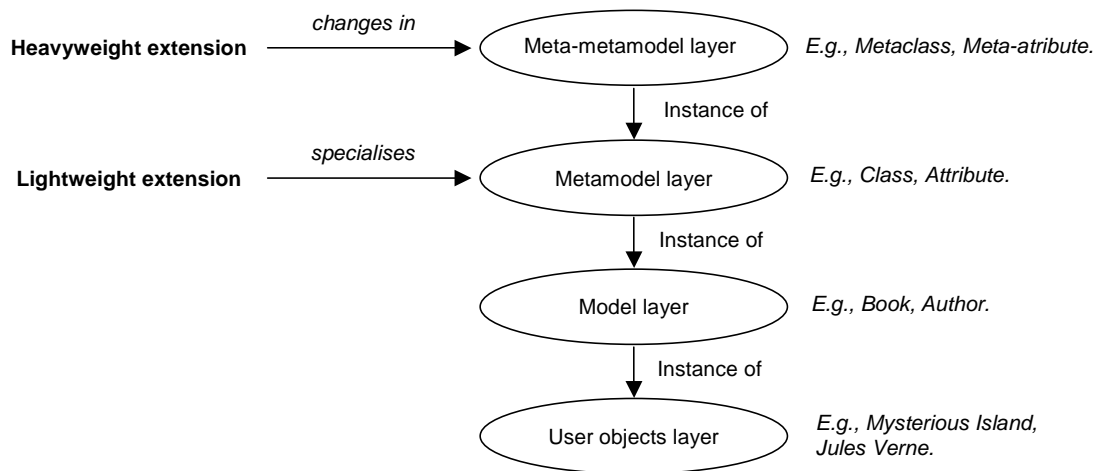 changes in
Heavyweight extension
Meta-metamodel layer
E.g., Metaclass, Meta-atribute.
Instance of
specialises
Lightweight extension
Metamodel layer
E.g., Class, Attribute.
Instance of
Model layer
E.g., Book, Author.
Instance of
User objects layer
E.g., Mysterious Island,
Jules Verne.